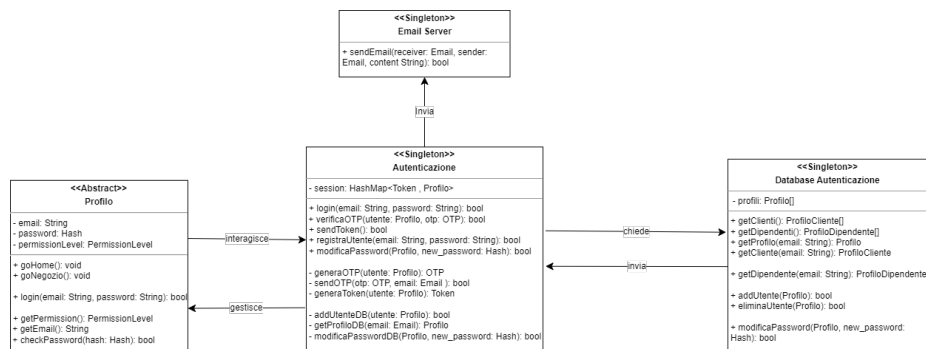 <<Singleton>>
Email Server
+ sendEmail(receiver: Email, sender:
Email, content String): bool
Invia
<<Abstract>>
Profilo
- email: String
- password: Hash
- permissionLevel: PermissionLevel
+ goHome(): void
+ goNegozio(): void
+ login(email: String, password: String): bool
+ getPermission(): PermissionLevel
+ getEmail(): String
+ checkPassword(hash: Hash): bool
interagisce
gestisce
<<Singleton>>
Autenticazione
- session: HashMap<Token , Profilo>
+ login(email: String, password: String): bool
+ verificaOTP(utente: Profilo, otp: OTP): bool
+ sendToken(): bool
+ registraUtente(email: String, password: String): bool
+ modificaPassword(Profilo, new_password: Hash): bool
- generaOTP(utente: Profilo): OTP
- sendOTP(otp: OTP, email: Email ): bool
- generaToken(utente: Profilo): Token
- addUtenteDB(utente: Profilo): bool
- getProfiloDB(email: Email): Profilo
- modificaPasswordDB(Profilo, new_password: Hash): bool
chiede
invia
<<Singleton>>
Database Autenticazione
- profili: Profilo[]
+ getClienti(): ProfiloCliente[]
+ getDipendenti(): ProfiloDipendente[]
+ getProfilo(email: String): Profilo
+ getCliente(email: String): ProfiloCliente
+ getDipendente(email: String): ProfiloDipendente
+ addUtente(Profilo): bool
+ eliminaUtente(Profilo): bool
+ modificaPassword(Profilo, new_password:
Hash): bool